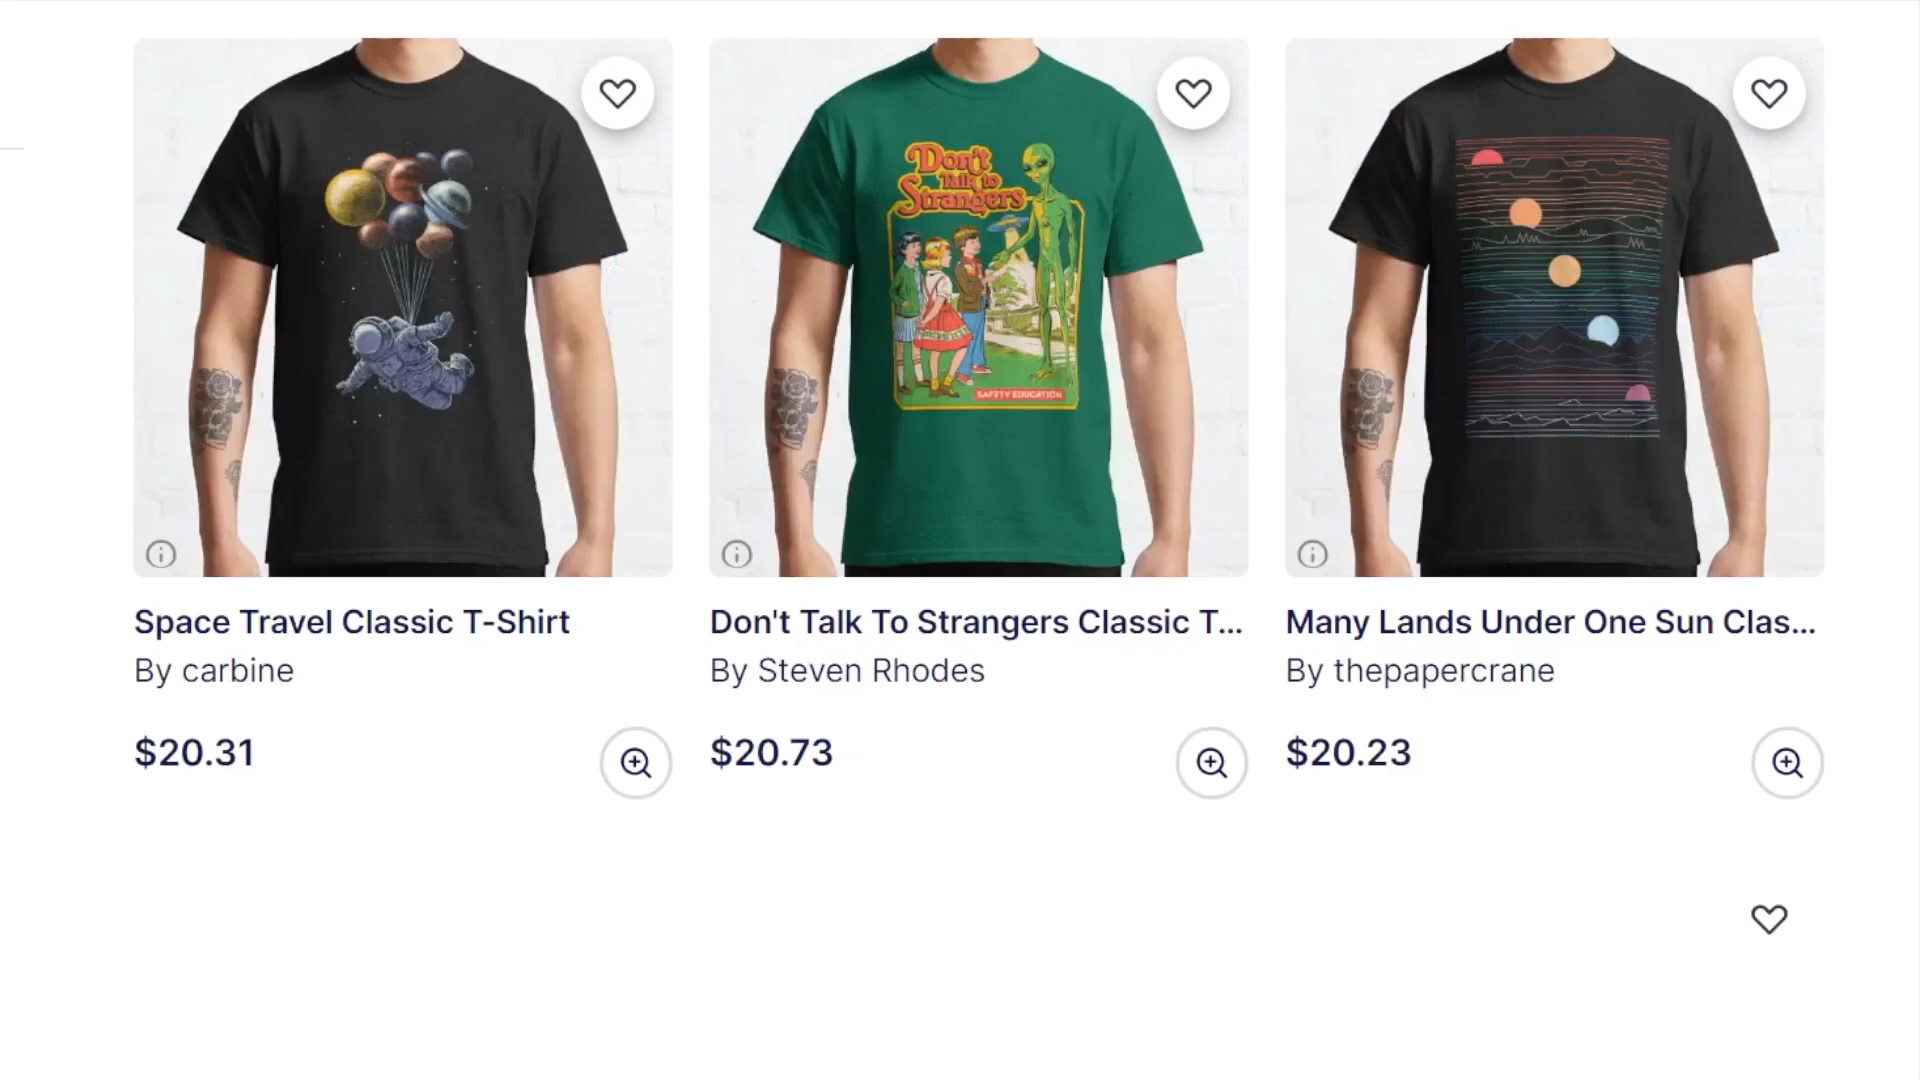 Don't
Talk to
Strangers
SAFETY EDUCATION
Space Travel Classic T-Shirt
By carbine
$20.31
Don't Talk To Strangers Classic T...
By Steven Rhodes
$20.73
Many Lands Under One Sun Clas...
By thepapercrane
$20.23